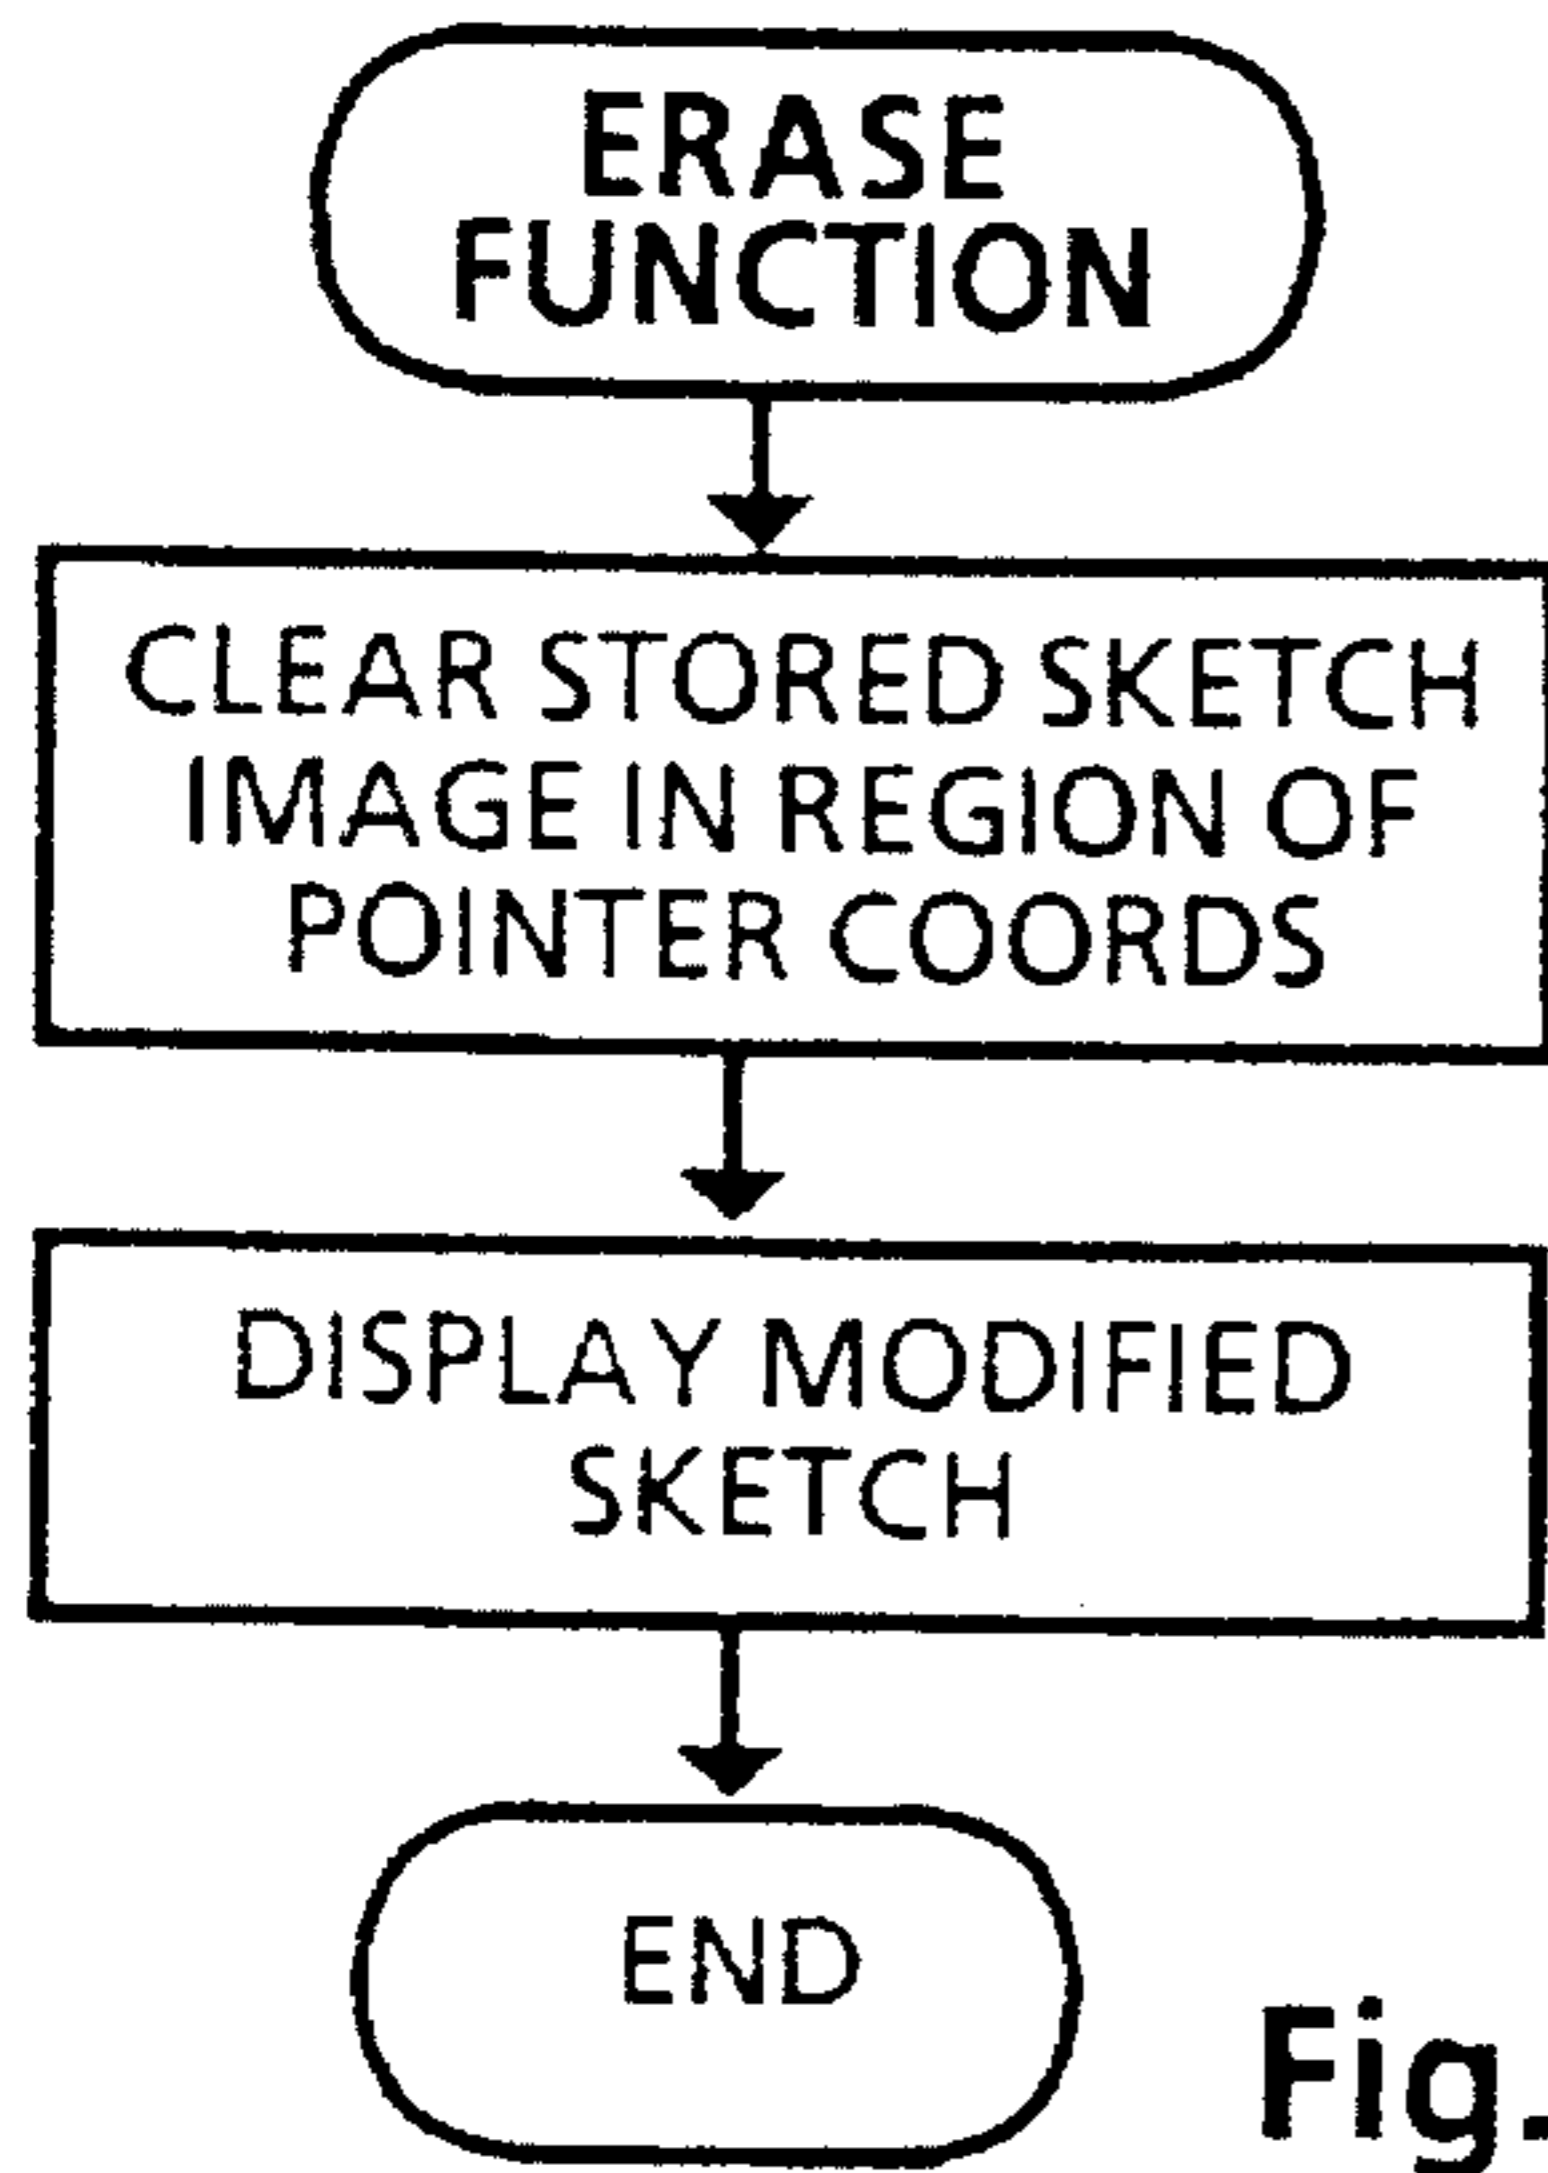 ERASE
FUNCTION
CLEAR STORED SKETCH
IMAGE IN REGION OF
POINTER COORDS
DISPLAY MODIFIED
SKETCH
END
Fig.